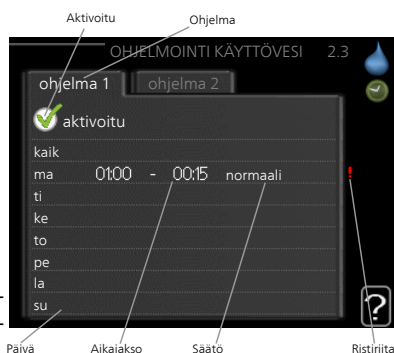 Aktivoitu
Ohjelma
OHJELMOINTI KÄYTTÖVESI 2.3
ohjelma 1 ohjelma 2
aktivoitu
kaik
ma 01:00 - 00:15 normaali !
ti
ke
to
pe
la
su
?
Päivä Aikajakso Säätö Ristiriita